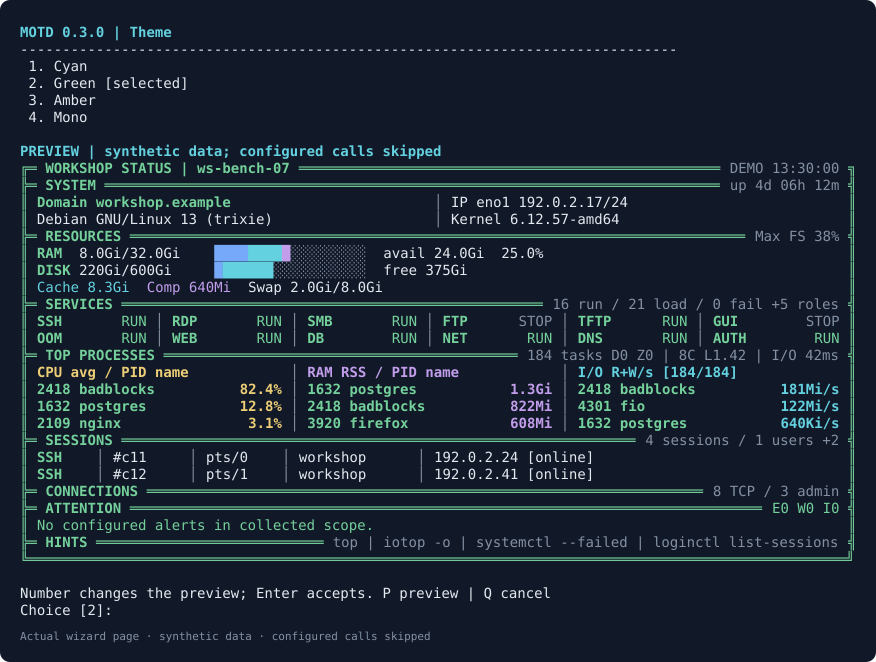 MOTD 0.3.0 | Theme
------------------------------------------------------------------------------
1. Cyan
2. Green [selected]
3. Amber
4. Mono
PREVIEW | synthetic data; configured calls skipped
WORKSHOP STATUS | ws-bench-07 DEMO 13:30:00
SYSTEM up 4d 06h 12m
Domain workshop.example │ IP eno1 192.0.2.17/24
Debian GNU/Linux 13 (trixie) │ Kernel 6.12.57-amd64
RESOURCES Max FS 38%
RAM 8.0Gi/32.0Gi avail 24.0Gi 25.0%
DISK 220Gi/600Gi free 375Gi
Cache 8.3Gi Comp 640Mi Swap 2.0Gi/8.0Gi
SERVICES 16 run / 21 load / 0 fail +5 roles
SSH RUN │ RDP RUN │ SMB RUN │ FTP STOP │ TFTP RUN │ GUI STOP
OOM RUN │ WEB RUN │ DB RUN │ NET RUN │ DNS RUN │ AUTH RUN
TOP PROCESSES 184 tasks D0 Z0 | 8C L1.42 | I/O 42ms
CPU avg / PID name │ RAM RSS / PID name │ I/O R+W/s [184/184]
2418 badblocks 82.4% │ 1632 postgres 1.3Gi │ 2418 badblocks 181Mi/s
1632 postgres 12.8% │ 2418 badblocks 822Mi │ 4301 fio 122Mi/s
2109 nginx 3.1% │ 3920 firefox 608Mi │ 1632 postgres 640Ki/s
SESSIONS 4 sessions / 1 users +2
SSH │ #c11 │ pts/0 │ workshop │ 192.0.2.24 [online]
SSH │ #c12 │ pts/1 │ workshop │ 192.0.2.41 [online]
CONNECTIONS 8 TCP / 3 admin
ATTENTION E0 W0 I0
No configured alerts in collected scope.
HINTS top | iotop -o | systemctl --failed | loginctl list-sessions
Number changes the preview; Enter accepts. P preview | Q cancel
Choice [2]:
Actual wizard page · synthetic data · configured calls skipped